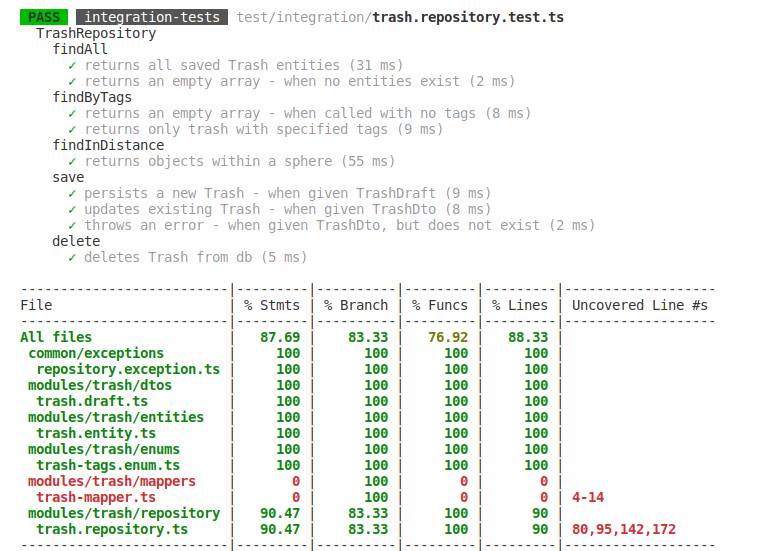 PASS integration-tests test/integration/trash.repository.test.ts
TrashRepository
findAll
✓ returns all saved Trash entities (31 ms)
✓ returns an empty array - when no entities exist (2 ms)
findByTags
✓ returns an empty array - when called with no tags (8 ms)
✓ returns only trash with specified tags (9 ms)
findInDistance
✓ returns objects within a sphere (55 ms)
save
✓ persists a new Trash - when given TrashDraft (9 ms)
✓ updates existing Trash - when given TrashDto (8 ms)
✓ throws an error - when given TrashDto, but does not exist (2 ms)
delete
✓ deletes Trash from db (5 ms)
--------------------------|---------|----------|---------|---------|-------------------
File | % Stmts | % Branch | % Funcs | % Lines | Uncovered Line #s
--------------------------|---------|----------|---------|---------|-------------------
All files | 87.69 | 83.33 | 76.92 | 88.33 |
common/exceptions | 100 | 100 | 100 | 100 |
repository.exception.ts | 100 | 100 | 100 | 100 |
modules/trash/dtos | 100 | 100 | 100 | 100 |
trash.draft.ts | 100 | 100 | 100 | 100 |
modules/trash/entities | 100 | 100 | 100 | 100 |
trash.entity.ts | 100 | 100 | 100 | 100 |
modules/trash/enums | 100 | 100 | 100 | 100 |
trash-tags.enum.ts | 100 | 100 | 100 | 100 |
modules/trash/mappers | 0 | 100 | 0 | 0 |
trash-mapper.ts | 0 | 100 | 0 | 0 | 4-14
modules/trash/repository | 90.47 | 83.33 | 100 | 90 |
trash.repository.ts | 90.47 | 83.33 | 100 | 90 | 80,95,142,172
--------------------------|---------|----------|---------|---------|-------------------